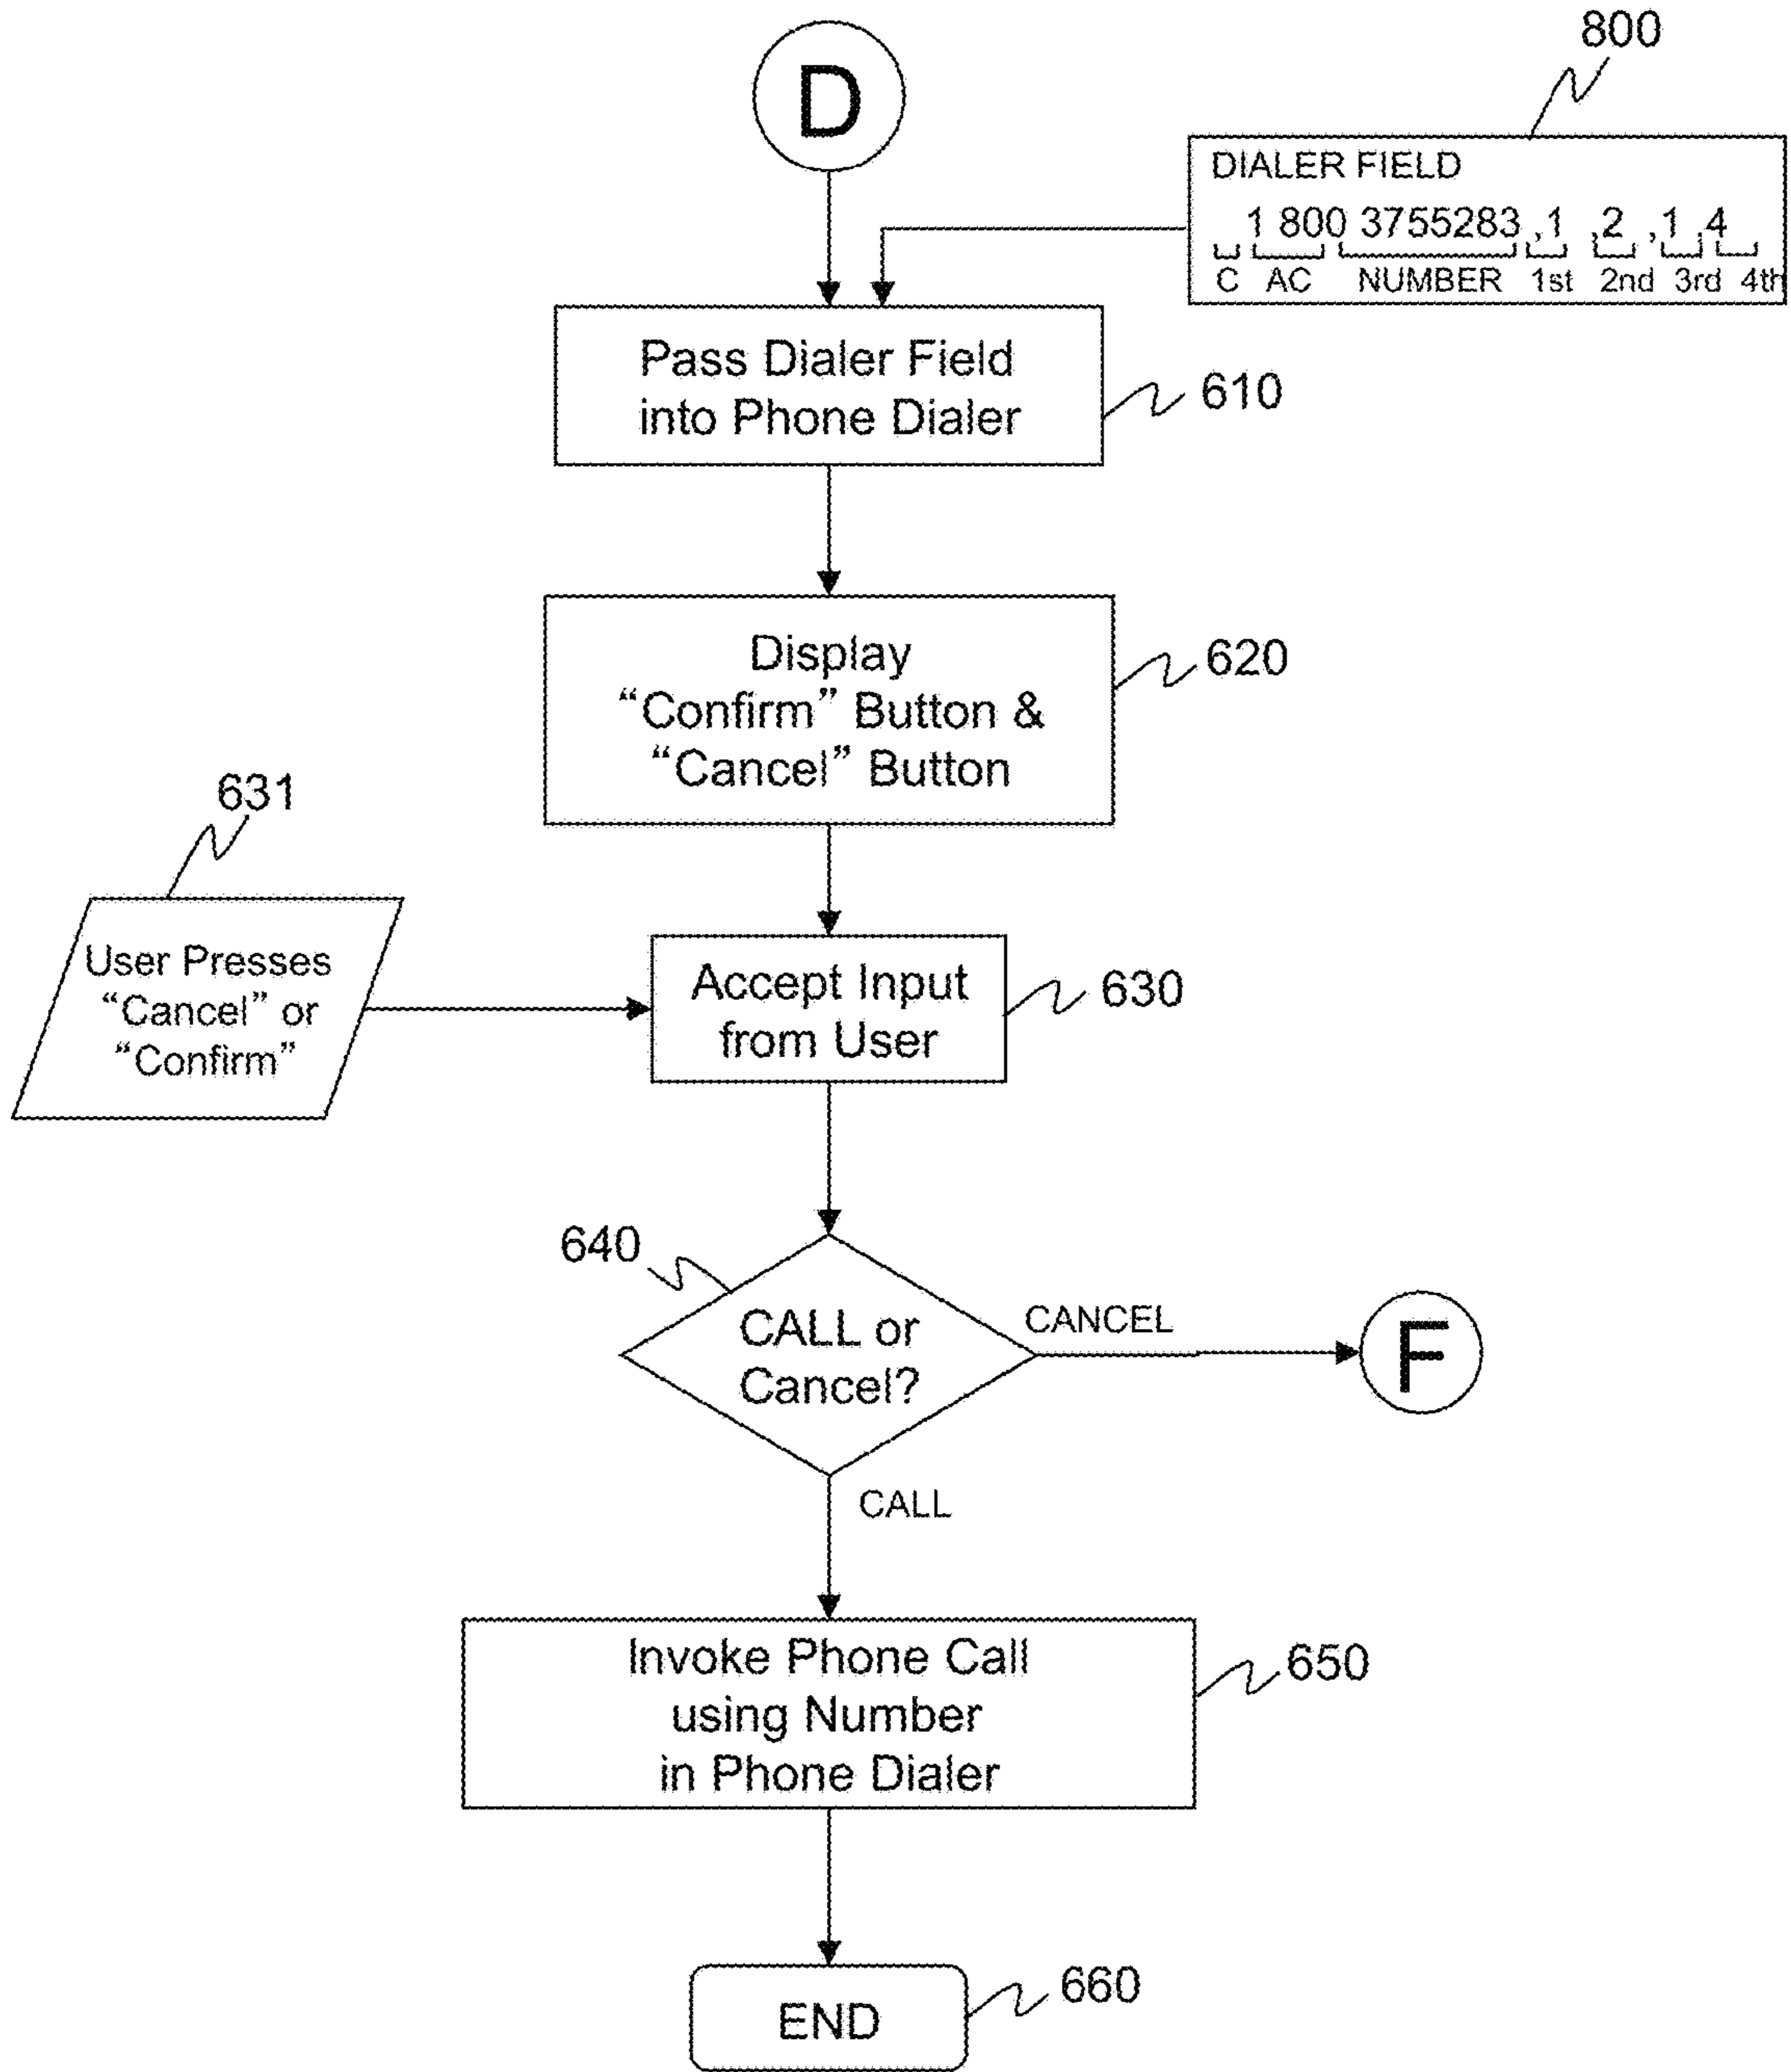 D
800
DIALER FIELD
1 800 3755283 ,1 ,2 ,1 ,4
C AC NUMBER 1st 2nd 3rd 4th
Pass Dialer Field
into Phone Dialer
610
Display
“Confirm” Button &
“Cancel” Button
620
631
User Presses
“Cancel” or
“Confirm”
Accept Input
from User
630
640
CALL or
Cancel?
CANCEL
F
CALL
Invoke Phone Call
using Number
in Phone Dialer
650
END
660